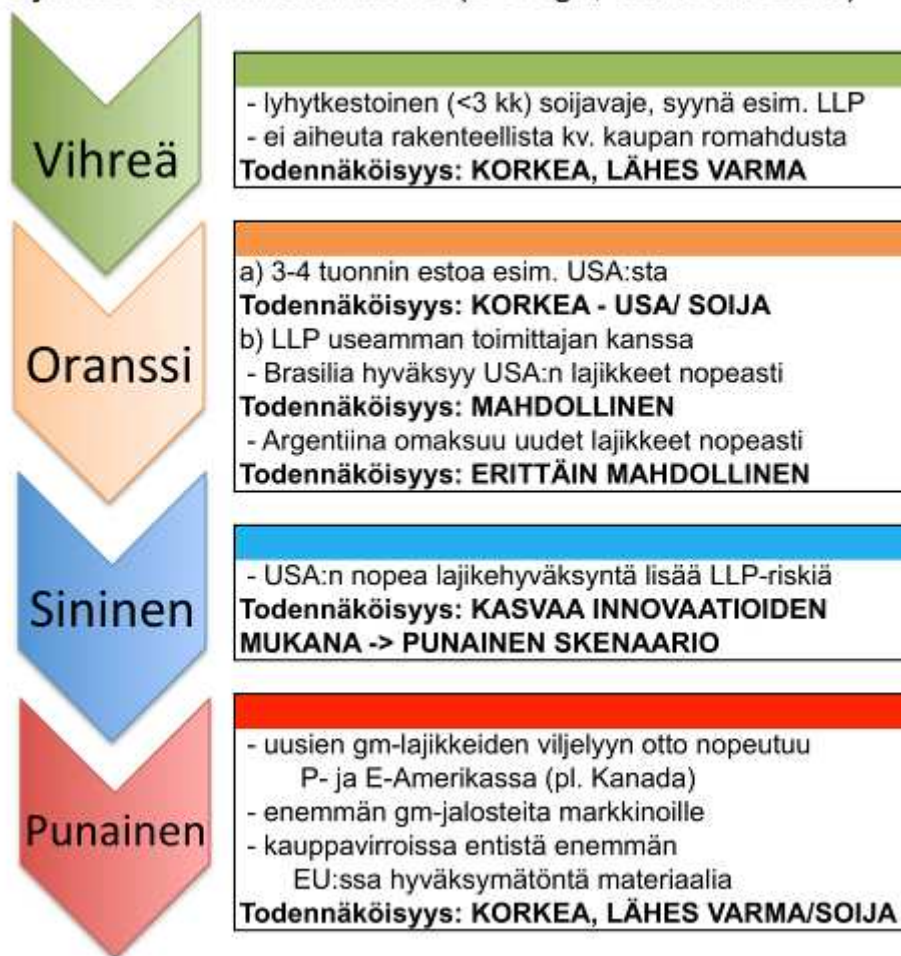 Vihreä
- lyhytkestoinen (<3 kk) soijavaje, syynä esim. LLP
- ei aiheuta rakenteellista kv. kaupan romahdusta
Todennäköisyys: KORKEA, LÄHES VARMA
Oranssi
a) 3-4 tuonnin estoa esim. USA:sta
Todennäköisyys: KORKEA - USA/ SOIJA
b) LLP useamman toimittajan kanssa
- Brasilia hyväksyy USA:n lajikkeet nopeasti
Todennäköisyys: MAHDOLLINEN
- Argentiina omaksuu uudet lajikkeet nopeasti
Todennäköisyys: ERITTÄIN MAHDOLLINEN
Sininen
- USA:n nopea lajikehyväksyntä lisää LLP-riskiä
Todennäköisyys: KASVAA INNOVAATIOIDEN
MUKANA -> PUNAINEN SKENAARIO
Punainen
- uusien gm-lajikkeiden viljelyyn otto nopeutuu
P- ja E-Amerikassa (pl. Kanada)
- enemmän gm-jalosteita markkinoille
- kauppavirroissa entistä enemmän
EU:ssa hyväksymätöntä materiaalia
Todennäköisyys: KORKEA, LÄHES VARMA/SOIJA